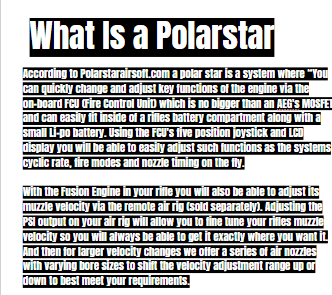 What Is a Polarstar
According to Polarstarairsoft.com a polar star is a system where "You
can quickly change and adjust key functions of the engine via the
on-board FCU (Fire Control Unit) which is no bigger than an AEG's MOSFET
and can easily fit inside of a rifles battery compartment along with a
small Li-po battery. Using the FCU's five position joystick and LCD
display you will be able to easily adjust such functions as the systems
cyclic rate, fire modes and nozzle timing on the fly.
With the Fusion Engine in your rifle you will also be able to adjust its
muzzle velocity via the remote air rig (sold separately). Adjusting the
PSI output on your air rig will allow you to fine tune your rifles muzzle
velocity so you will always be able to get it exactly where you want it.
And then for larger velocity changes we offer a series of air nozzles
with varying bore sizes to shift the velocity adjustment range up or
down to best meet your requirements.